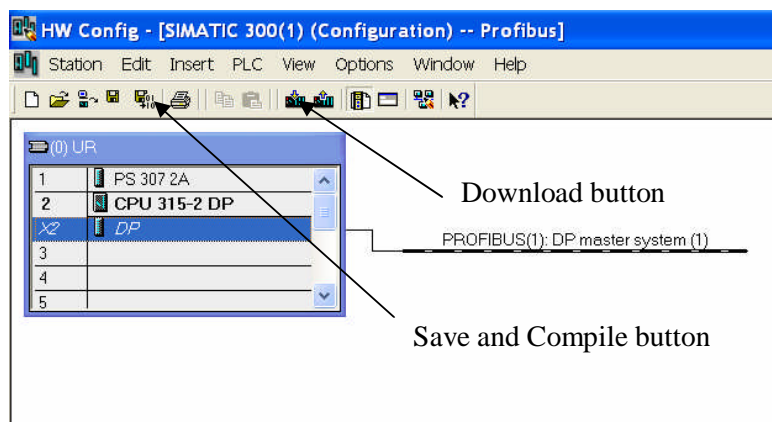 HW Config - [SIMATIC 300(1) (Configuration) -- Profibus]
Station Edit Insert PLC View Options Window Help
(0) UR
1 PS 307 2A
2 CPU 315-2 DP
X2 DP
3
4
5
Download button
PROFIBUS(1): DP master system (1)
Save and Compile button